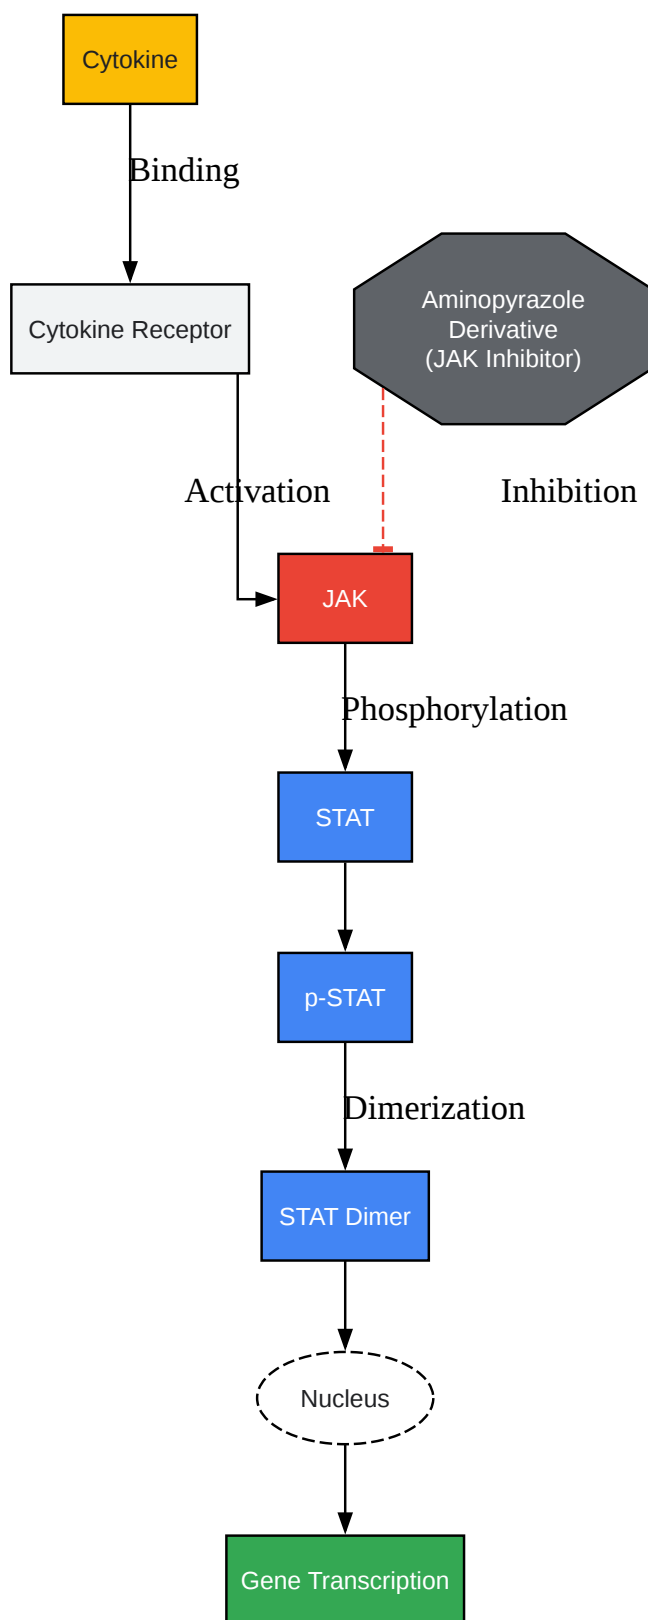 Cytokine
Binding
Cytokine Receptor
Aminopyrazole
Derivative
(JAK Inhibitor)
Activation
Inhibition
JAK
Phosphorylation
STAT
p-STAT
Dimerization
STAT Dimer
Nucleus
Gene Transcription